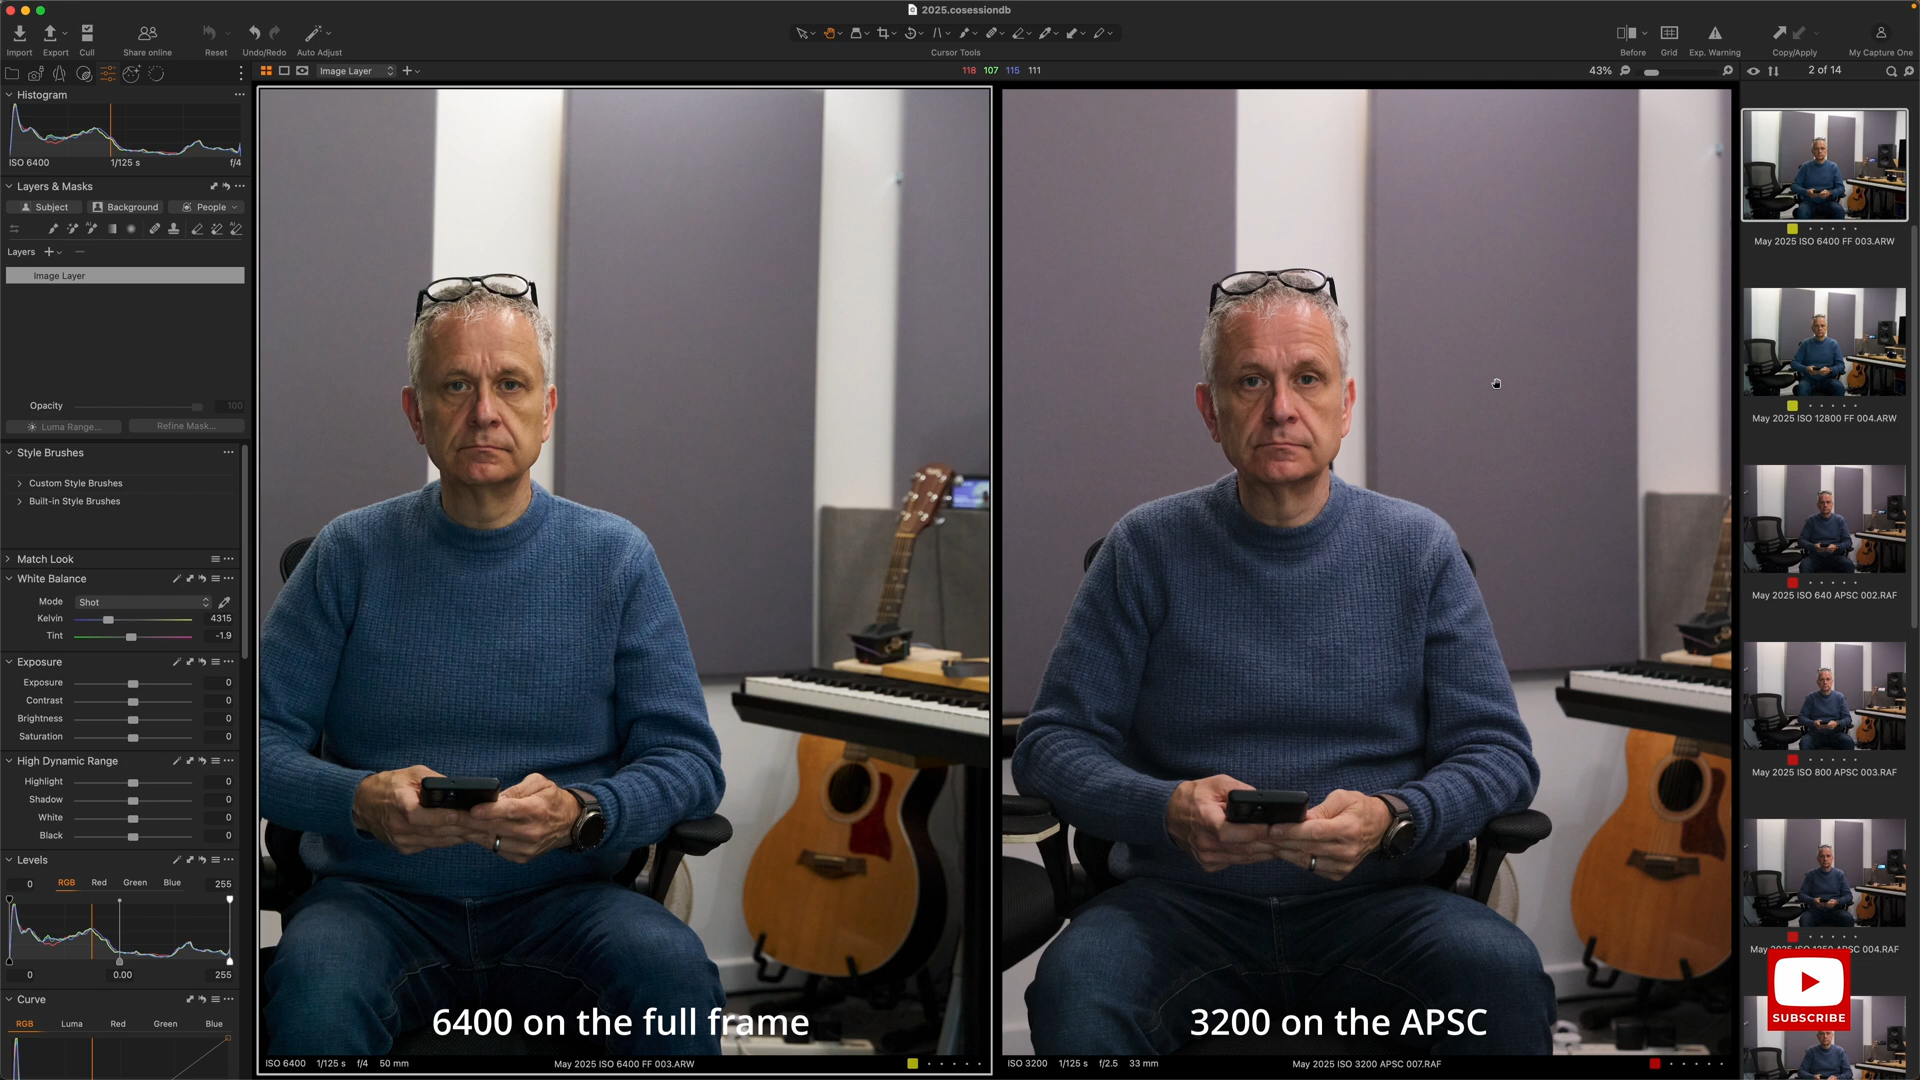 2025.cosessiondb
Import
Export
Cull
Share online
Reset
Undo/Redo
Auto Adjust
Cursor Tools
Before
Grid
Exp. Warning
Copy/Apply
My Capture One
Image Layer
118 107 115 111
43%
2 of 14
Histogram
ISO 6400 1/125 s f/4
Layers & Masks
Subject Background People
Layers
Image Layer
Opacity 100
Luma Range... Refine Mask...
Style Brushes
Custom Style Brushes
Built-in Style Brushes
Match Look
White Balance
Mode Shot
Kelvin 4315
Tint -1.9
Exposure
Exposure 0
Contrast 0
Brightness 0
Saturation 0
High Dynamic Range
Highlight 0
Shadow 0
White 0
Black 0
Levels
0 RGB Red Green Blue 255
0 0.00 255
Curve
RGB Luma Red Green Blue
6400 on the full frame
ISO 6400 1/125 s f/4 50 mm May 2025 ISO 6400 FF 003.ARW
3200 on the APSC
ISO 3200 1/125 s f/2.5 33 mm May 2025 ISO 3200 APSC 007.RAF
May 2025 ISO 6400 FF 003.ARW
May 2025 ISO 12800 FF 004.ARW
May 2025 ISO 640 APSC 002.RAF
May 2025 ISO 800 APSC 003.RAF
May 2025 ISO 1250 APSC 004.RAF
SUBSCRIBE